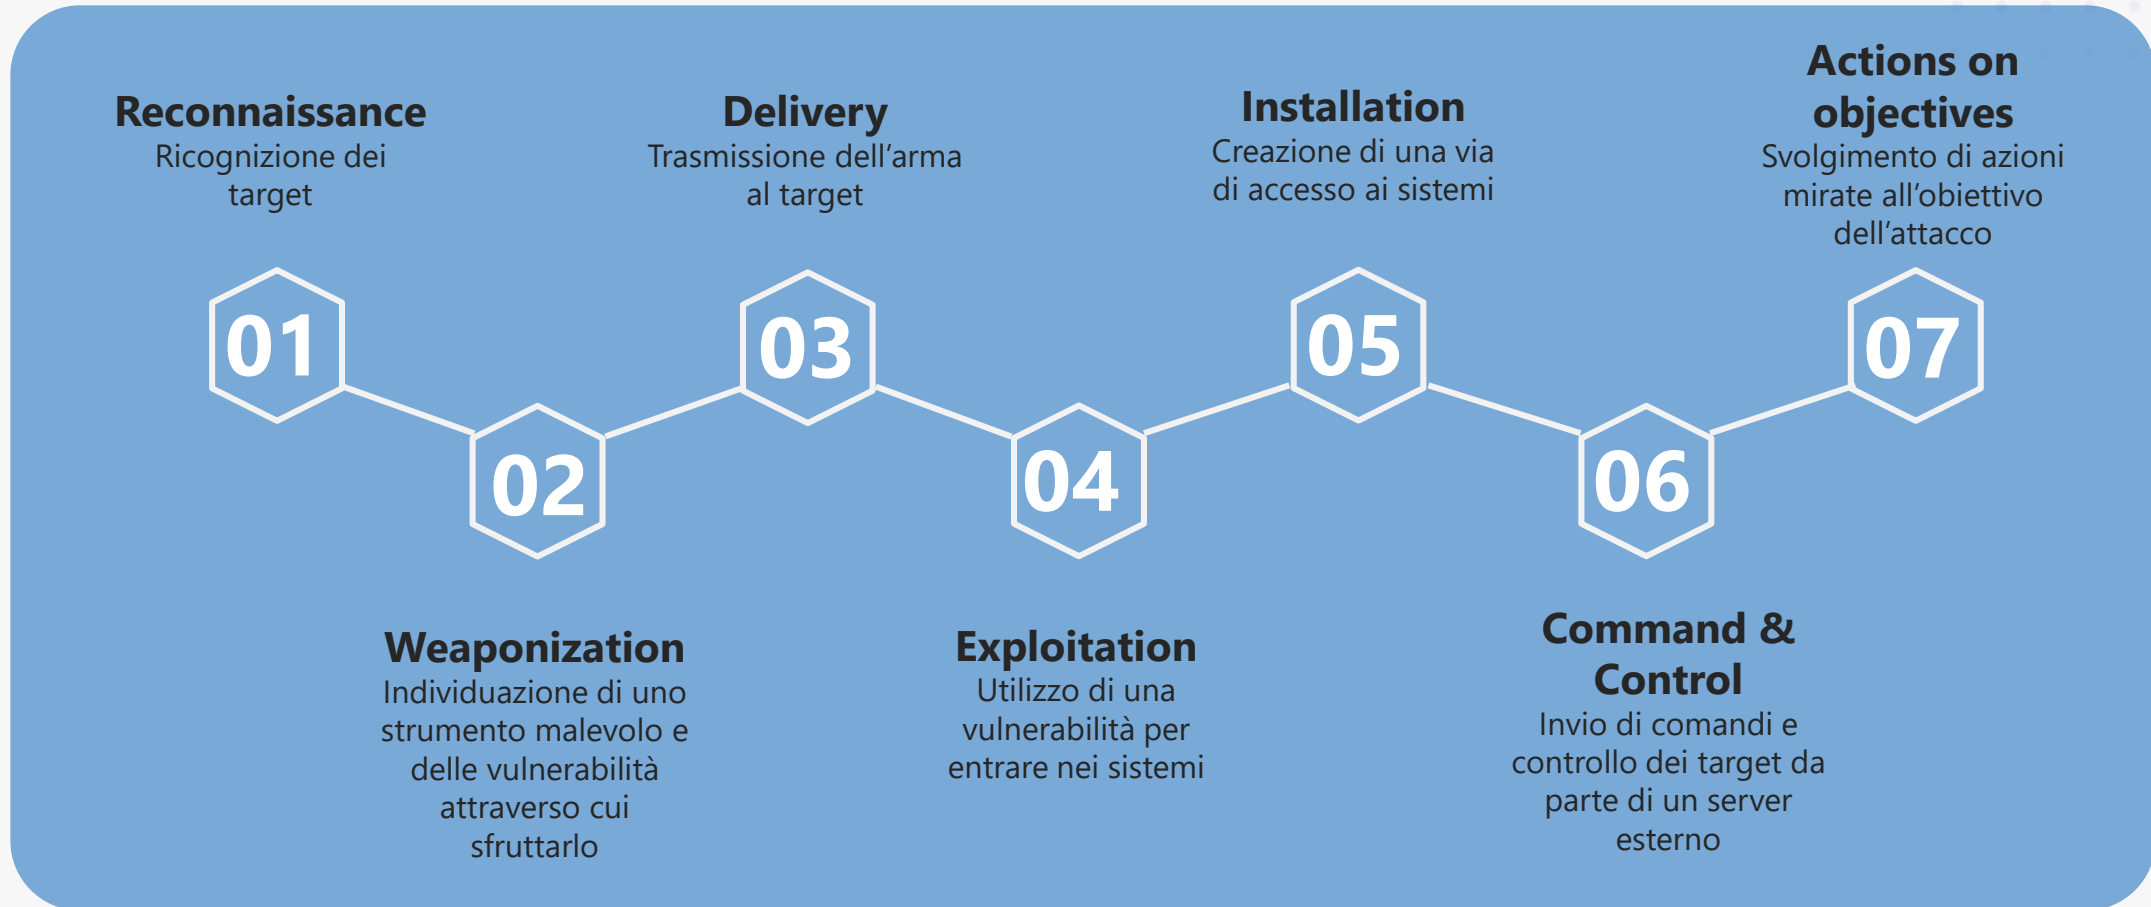 Reconnaissance
Ricognizione dei
target
01
Weaponization
Individuazione di uno
strumento malevolo e
delle vulnerabilità
attraverso cui
sfruttarlo
02
Delivery
Trasmissione dell’arma
al target
03
Exploitation
Utilizzo di una
vulnerabilità per
entrare nei sistemi
04
Installation
Creazione di una via
di accesso ai sistemi
05
Command &
Control
Invio di comandi e
controllo dei target da
parte di un server
esterno
06
Actions on
objectives
Svolgimento di azioni
mirate all’obiettivo
dell’attacco
07